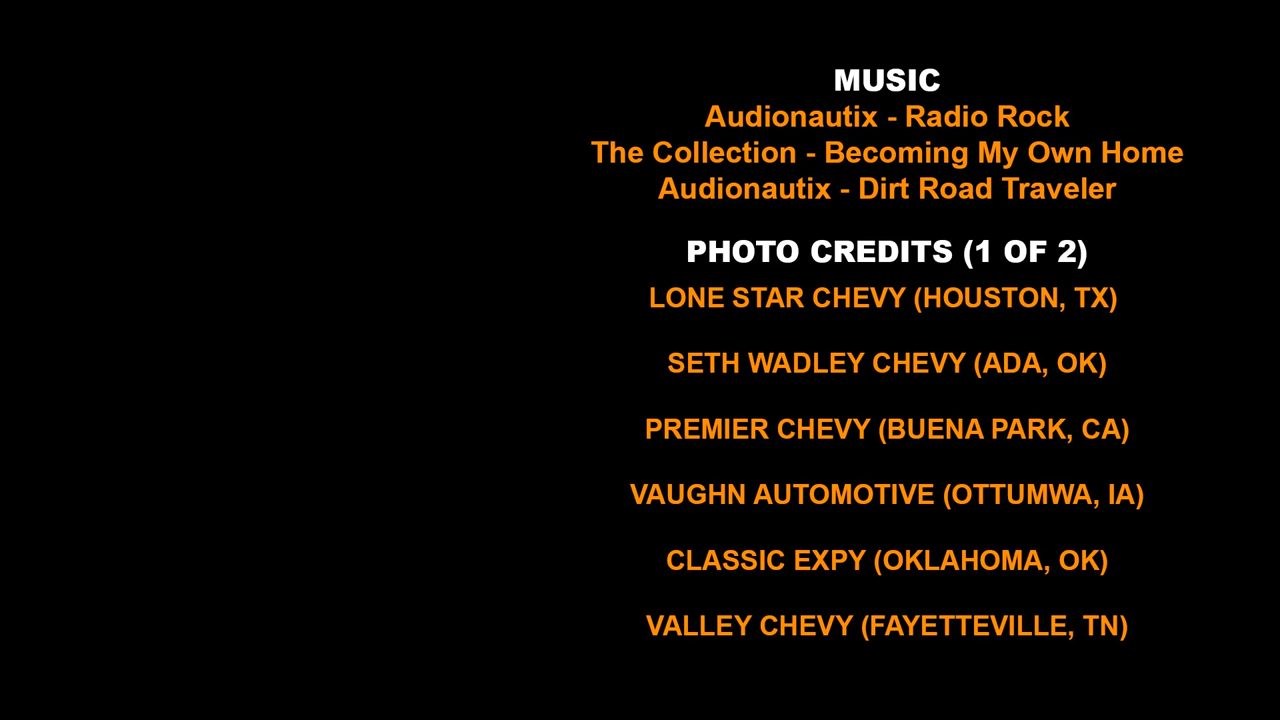 MUSIC
Audionautix - Radio Rock
The Collection - Becoming My Own Home
Audionautix - Dirt Road Traveler
PHOTO CREDITS (1 OF 2)
LONE STAR CHEVY (HOUSTON, TX)
SETH WADLEY CHEVY (ADA, OK)
PREMIER CHEVY (BUENA PARK, CA)
VAUGHN AUTOMOTIVE (OTTUMWA, IA)
CLASSIC EXPY (OKLAHOMA, OK)
VALLEY CHEVY (FAYETTEVILLE, TN)